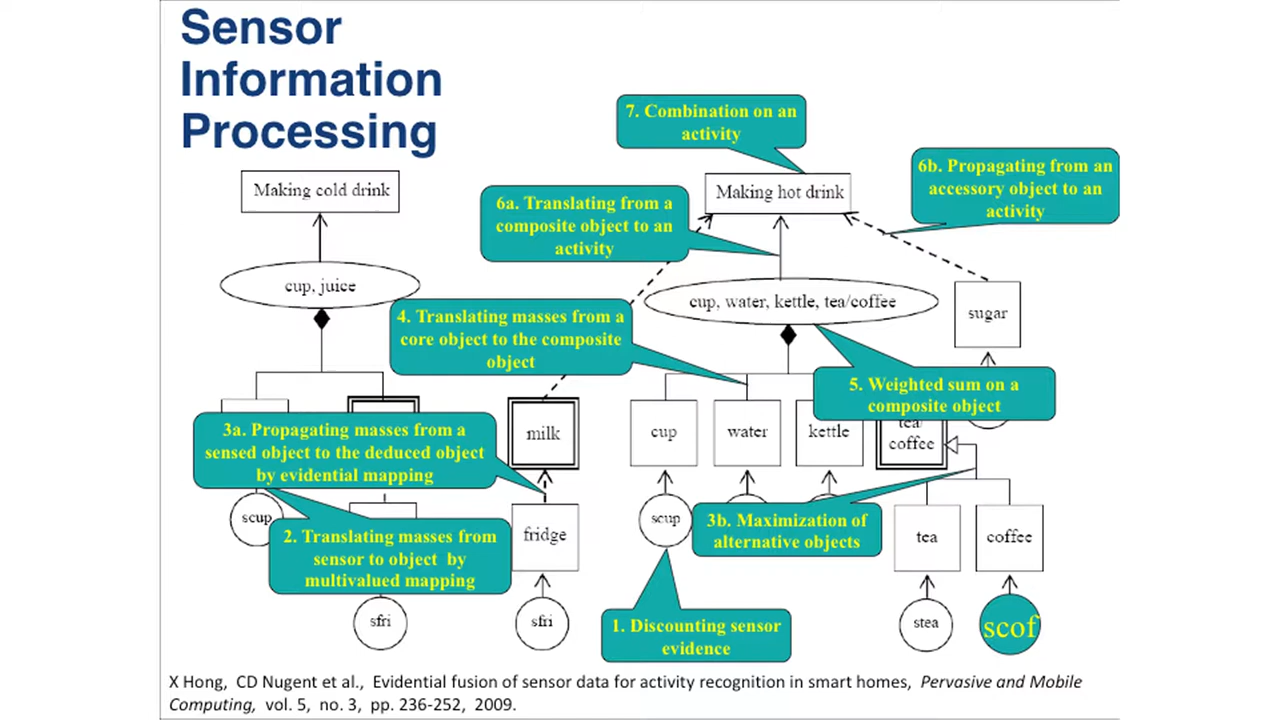 Sensor
Information
Processing
7. Combination on an
activity
6b. Propagating from an
accessory object to an
activity
Making cold drink
Making hot drink
6a. Translating from a
composite object to an
activity
cup, juice
cup, water, kettle, tea/coffee
sugar
4. Translating masses from a
core object to the composite
object
5. Weighted sum on a
composite object
3a. Propagating masses from a
sensed object to the deduced object
by evidential mapping
milk
cup
water
kettle
tea/
coffee
scup
2. Translating masses from
sensor to object by
multivalued mapping
fridge
scup
3b. Maximization of
alternative objects
tea
coffee
sfri
sfri
1. Discounting sensor
evidence
stea
scof
X Hong, CD Nugent et al., Evidential fusion of sensor data for activity recognition in smart homes, Pervasive and Mobile
Computing, vol. 5, no. 3, pp. 236-252, 2009.